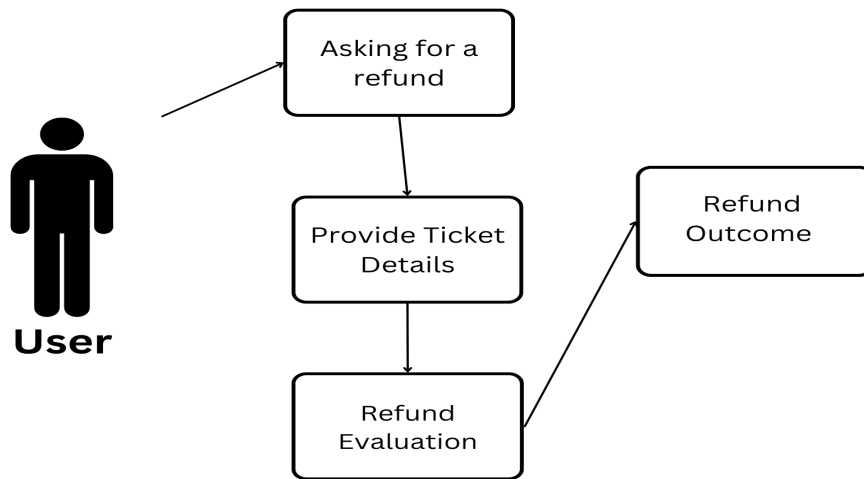 Asking for a
refund
Provide Ticket
Details
Refund
Evaluation
Refund
Outcome
User